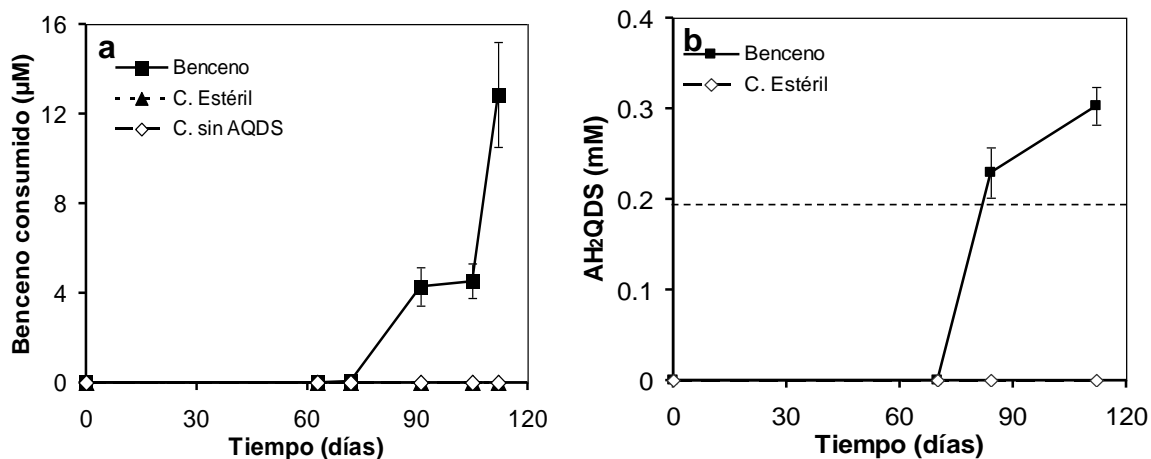 a
Benceno
C. Estéril
C. sin AQDS
Benceno consumido (µM)
16
12
8
4
0
0
30
60
90
120
Tiempo (días)
b
Benceno
C. Estéril
AH₂QDS (mM)
0.4
0.3
0.2
0.1
0
0
30
60
90
120
Tiempo (días)